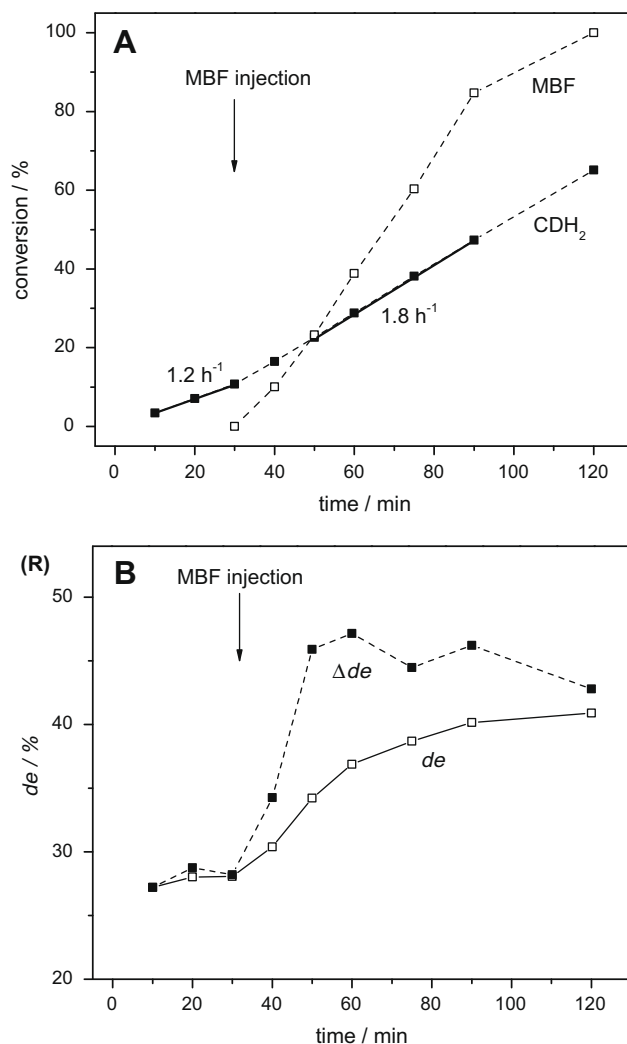 A
MBF injection
MBF
CDH₂
1.8 h⁻¹
1.2 h⁻¹
conversion / %
100
80
60
40
20
0
0 20 40 60 80 100 120
time / min
(R)
B
MBF injection
Δde
de
de / %
50
40
30
20
0 20 40 60 80 100 120
time / min